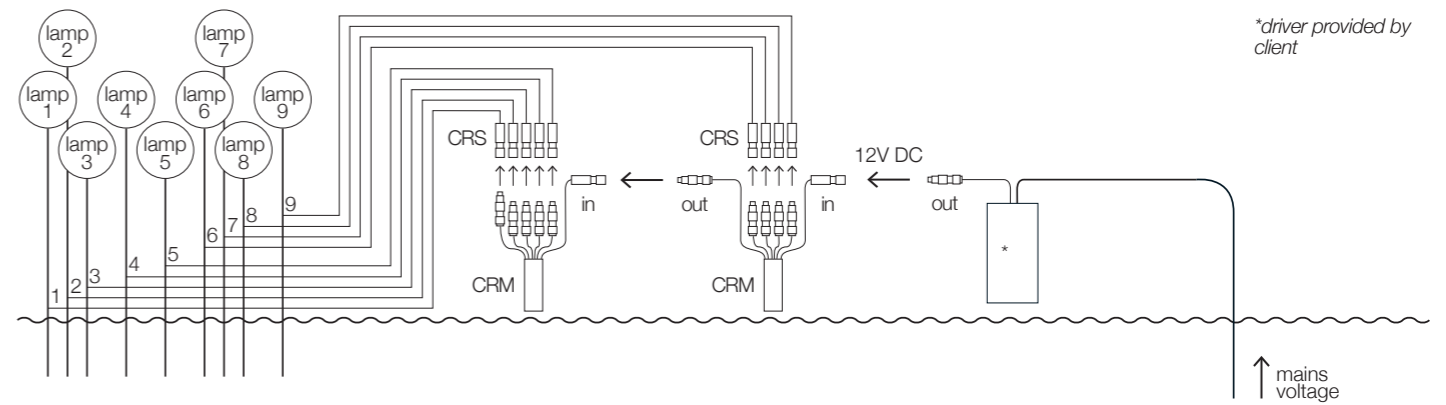 lamp
2
lamp
7
*driver provided by
client
lamp
1
lamp
4
lamp
6
lamp
9
lamp
3
lamp
5
lamp
8
CRS
CRS
12V DC
in
out
in
out
9
8
7
6
5
4
3
2
1
*
CRM
CRM
mains
voltage